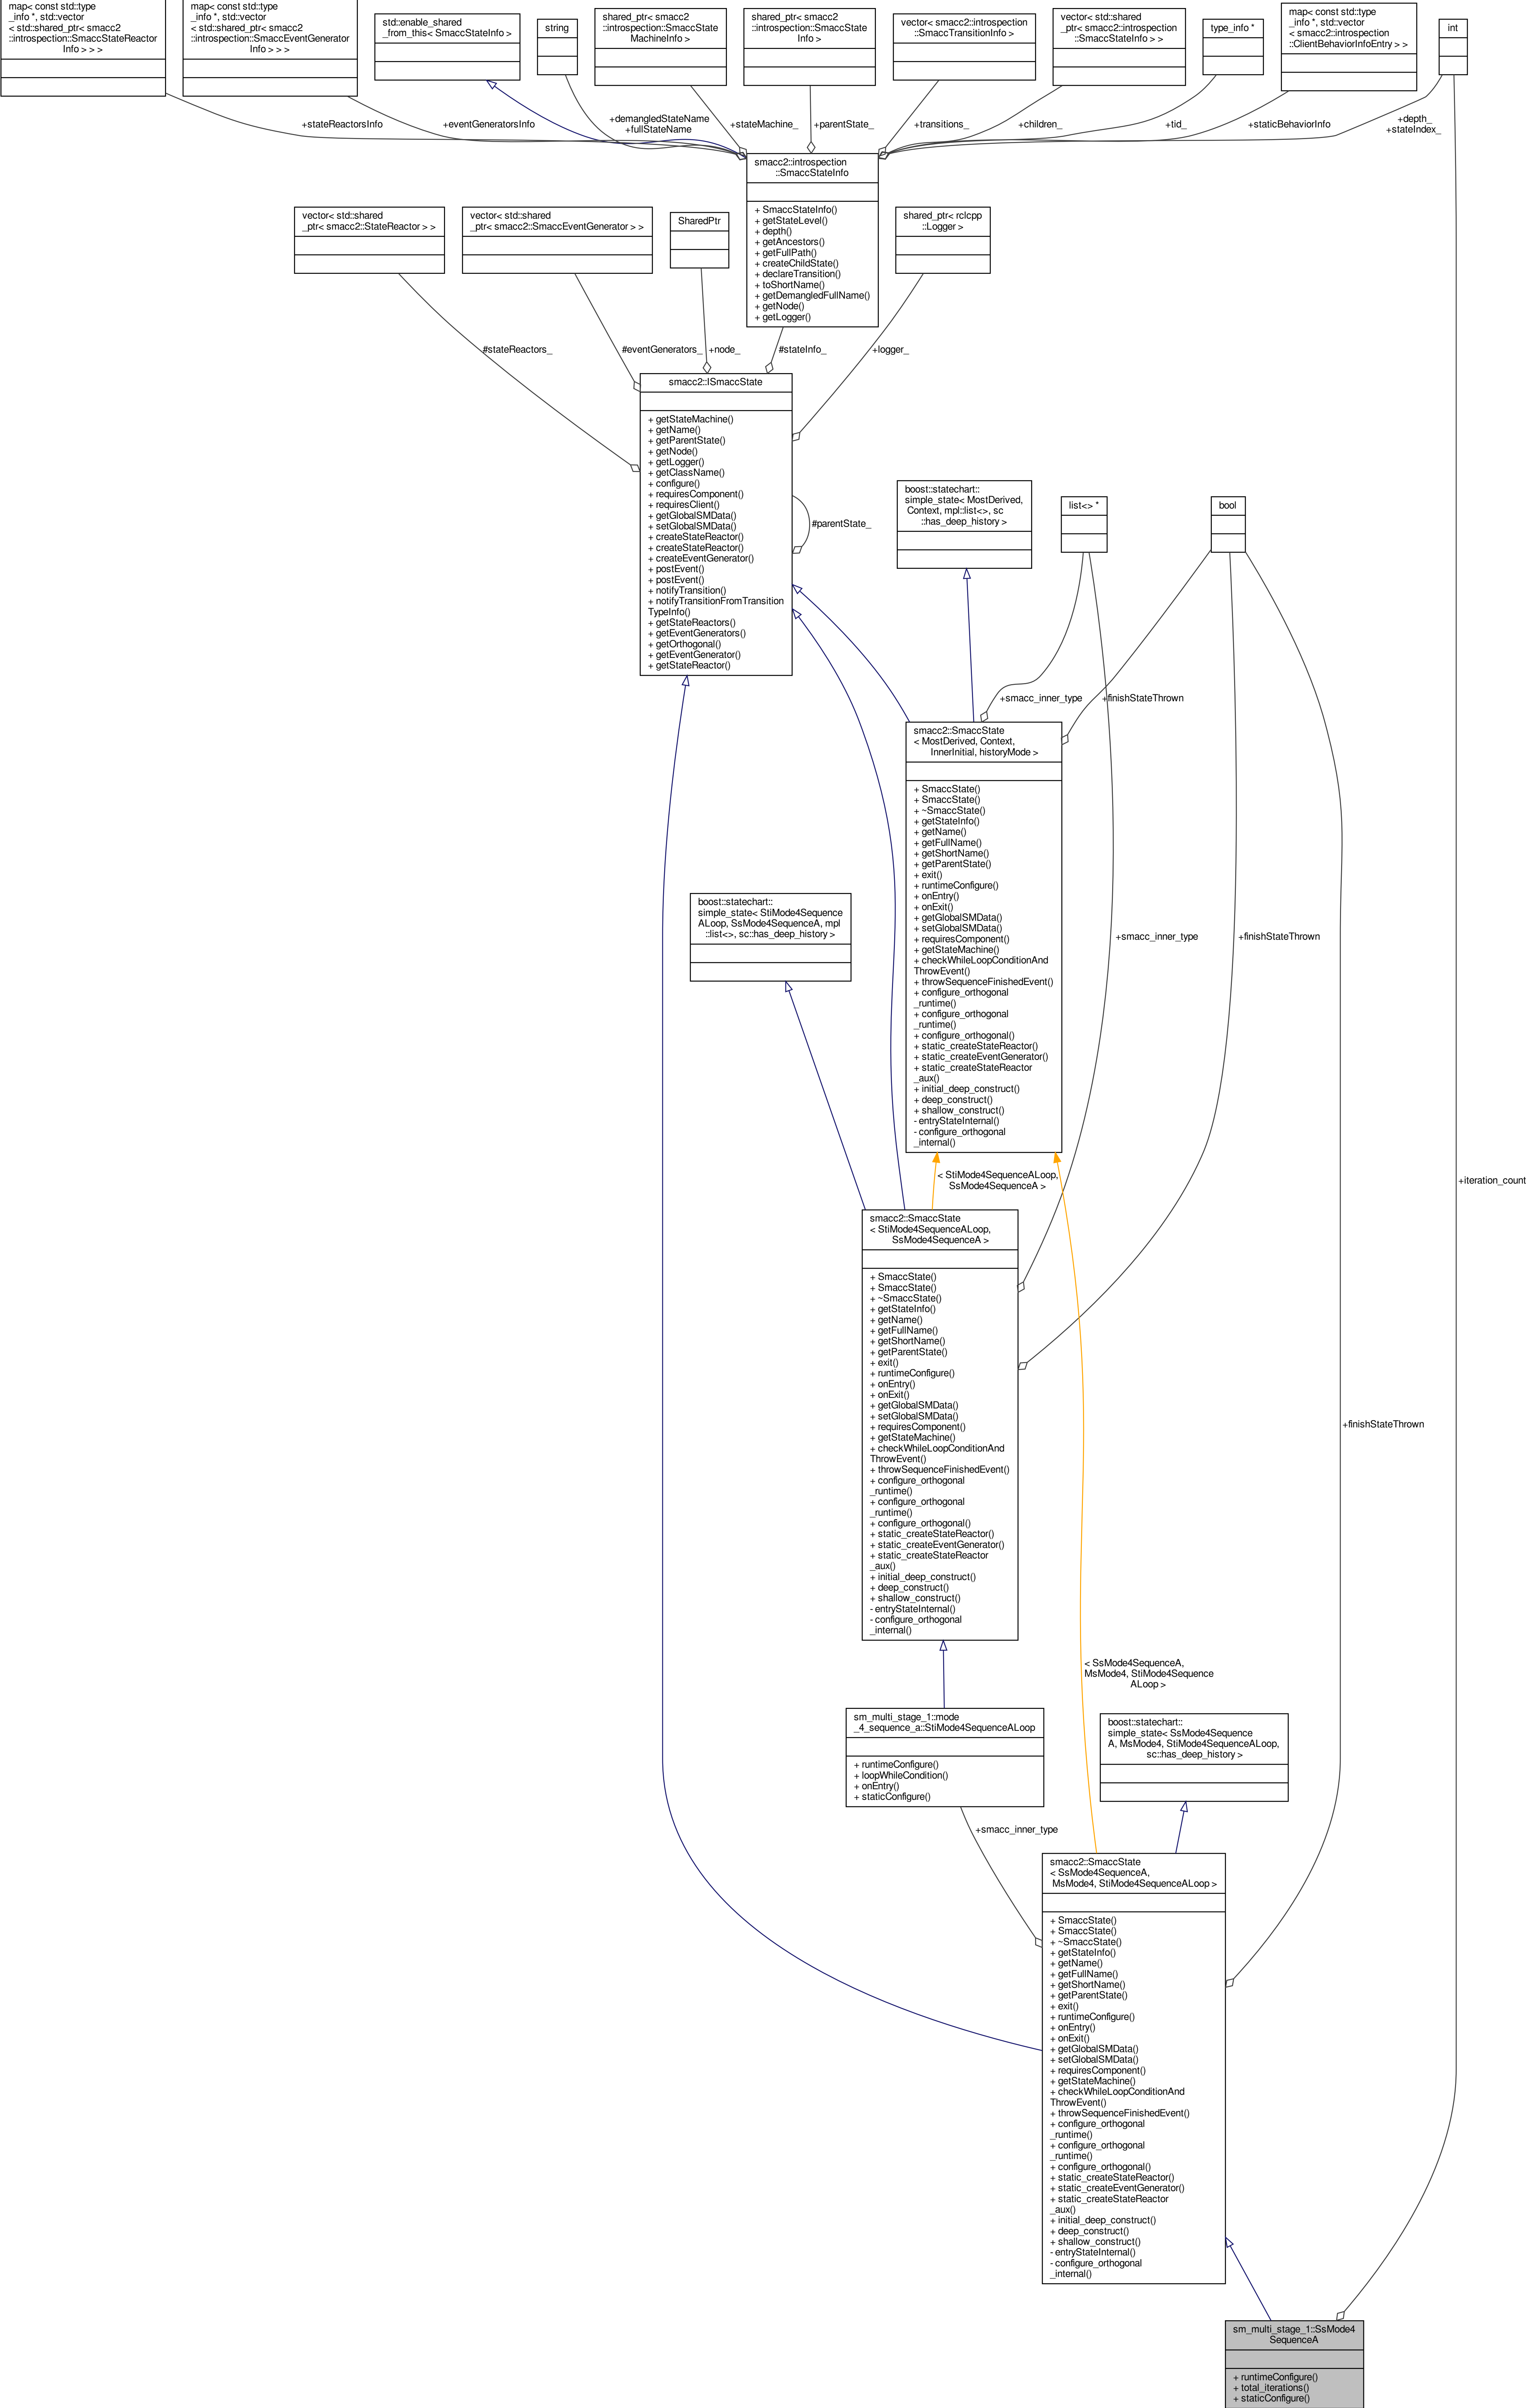 map< const std::type
_info *, std::vector
< std::shared_ptr< smacc2
::introspection::SmaccStateReactor
Info > > >
map< const std::type
_info *, std::vector
< std::shared_ptr< smacc2
::introspection::SmaccEventGenerator
Info > > >
std::enable_shared
_from_this< SmaccStateInfo >
string
shared_ptr< smacc2
::introspection::SmaccState
MachineInfo >
shared_ptr< smacc2
::introspection::SmaccState
Info >
vector< smacc2::introspection
::SmaccTransitionInfo >
vector< std::shared
_ptr< smacc2::introspection
::SmaccStateInfo > >
type_info *
map< const std::type
_info *, std::vector
< smacc2::introspection
::ClientBehaviorInfoEntry > >
int
+stateReactorsInfo
+eventGeneratorsInfo
+demangledStateName
+fullStateName
+stateMachine_
+parentState_
+transitions_
+children_
+tid_
+staticBehaviorInfo
+depth_
+stateIndex_
smacc2::introspection
::SmaccStateInfo
+ SmaccStateInfo()
+ getStateLevel()
+ depth()
+ getAncestors()
+ getFullPath()
+ createChildState()
+ declareTransition()
+ toShortName()
+ getDemangledFullName()
+ getNode()
+ getLogger()
vector< std::shared
_ptr< smacc2::StateReactor > >
vector< std::shared
_ptr< smacc2::SmaccEventGenerator > >
SharedPtr
shared_ptr< rclcpp
::Logger >
#stateReactors_
#eventGenerators_
+node_
#stateInfo_
+logger_
smacc2::ISmaccState
+ getStateMachine()
+ getName()
+ getParentState()
+ getNode()
+ getLogger()
+ getClassName()
+ configure()
+ requiresComponent()
+ requiresClient()
+ getGlobalSMData()
+ setGlobalSMData()
+ createStateReactor()
+ createStateReactor()
+ createEventGenerator()
+ postEvent()
+ postEvent()
+ notifyTransition()
+ notifyTransitionFromTransition
TypeInfo()
+ getStateReactors()
+ getEventGenerators()
+ getOrthogonal()
+ getEventGenerator()
+ getStateReactor()
#parentState_
boost::statechart::
simple_state< MostDerived,
Context, mpl::list<>, sc
::has_deep_history >
list<> *
bool
+smacc_inner_type
+finishStateThrown
smacc2::SmaccState
< MostDerived, Context,
InnerInitial, historyMode >
+ SmaccState()
+ SmaccState()
+ ~SmaccState()
+ getStateInfo()
+ getName()
+ getFullName()
+ getShortName()
+ getParentState()
+ exit()
+ runtimeConfigure()
+ onEntry()
+ onExit()
+ getGlobalSMData()
+ setGlobalSMData()
+ requiresComponent()
+ getStateMachine()
+ checkWhileLoopConditionAnd
ThrowEvent()
+ throwSequenceFinishedEvent()
+ configure_orthogonal
_runtime()
+ configure_orthogonal
_runtime()
+ configure_orthogonal()
+ static_createStateReactor()
+ static_createEventGenerator()
+ static_createStateReactor
_aux()
+ initial_deep_construct()
+ deep_construct()
+ shallow_construct()
- entryStateInternal()
- configure_orthogonal
_internal()
boost::statechart::
simple_state< StiMode4Sequence
ALoop, SsMode4SequenceA, mpl
::list<>, sc::has_deep_history >
+smacc_inner_type
+finishStateThrown
< StiMode4SequenceALoop,
SsMode4SequenceA >
+iteration_count
smacc2::SmaccState
< StiMode4SequenceALoop,
SsMode4SequenceA >
+ SmaccState()
+ SmaccState()
+ ~SmaccState()
+ getStateInfo()
+ getName()
+ getFullName()
+ getShortName()
+ getParentState()
+ exit()
+ runtimeConfigure()
+ onEntry()
+ onExit()
+ getGlobalSMData()
+ setGlobalSMData()
+ requiresComponent()
+ getStateMachine()
+ checkWhileLoopConditionAnd
ThrowEvent()
+ throwSequenceFinishedEvent()
+ configure_orthogonal
_runtime()
+ configure_orthogonal
_runtime()
+ configure_orthogonal()
+ static_createStateReactor()
+ static_createEventGenerator()
+ static_createStateReactor
_aux()
+ initial_deep_construct()
+ deep_construct()
+ shallow_construct()
- entryStateInternal()
- configure_orthogonal
_internal()
+finishStateThrown
< SsMode4SequenceA,
MsMode4, StiMode4Sequence
ALoop >
sm_multi_stage_1::mode
_4_sequence_a::StiMode4SequenceALoop
+ runtimeConfigure()
+ loopWhileCondition()
+ onEntry()
+ staticConfigure()
boost::statechart::
simple_state< SsMode4Sequence
A, MsMode4, StiMode4SequenceALoop,
sc::has_deep_history >
+smacc_inner_type
smacc2::SmaccState
< SsMode4SequenceA,
MsMode4, StiMode4SequenceALoop >
+ SmaccState()
+ SmaccState()
+ ~SmaccState()
+ getStateInfo()
+ getName()
+ getFullName()
+ getShortName()
+ getParentState()
+ exit()
+ runtimeConfigure()
+ onEntry()
+ onExit()
+ getGlobalSMData()
+ setGlobalSMData()
+ requiresComponent()
+ getStateMachine()
+ checkWhileLoopConditionAnd
ThrowEvent()
+ throwSequenceFinishedEvent()
+ configure_orthogonal
_runtime()
+ configure_orthogonal
_runtime()
+ configure_orthogonal()
+ static_createStateReactor()
+ static_createEventGenerator()
+ static_createStateReactor
_aux()
+ initial_deep_construct()
+ deep_construct()
+ shallow_construct()
- entryStateInternal()
- configure_orthogonal
_internal()
sm_multi_stage_1::SsMode4
SequenceA
+ runtimeConfigure()
+ total_iterations()
+ staticConfigure()